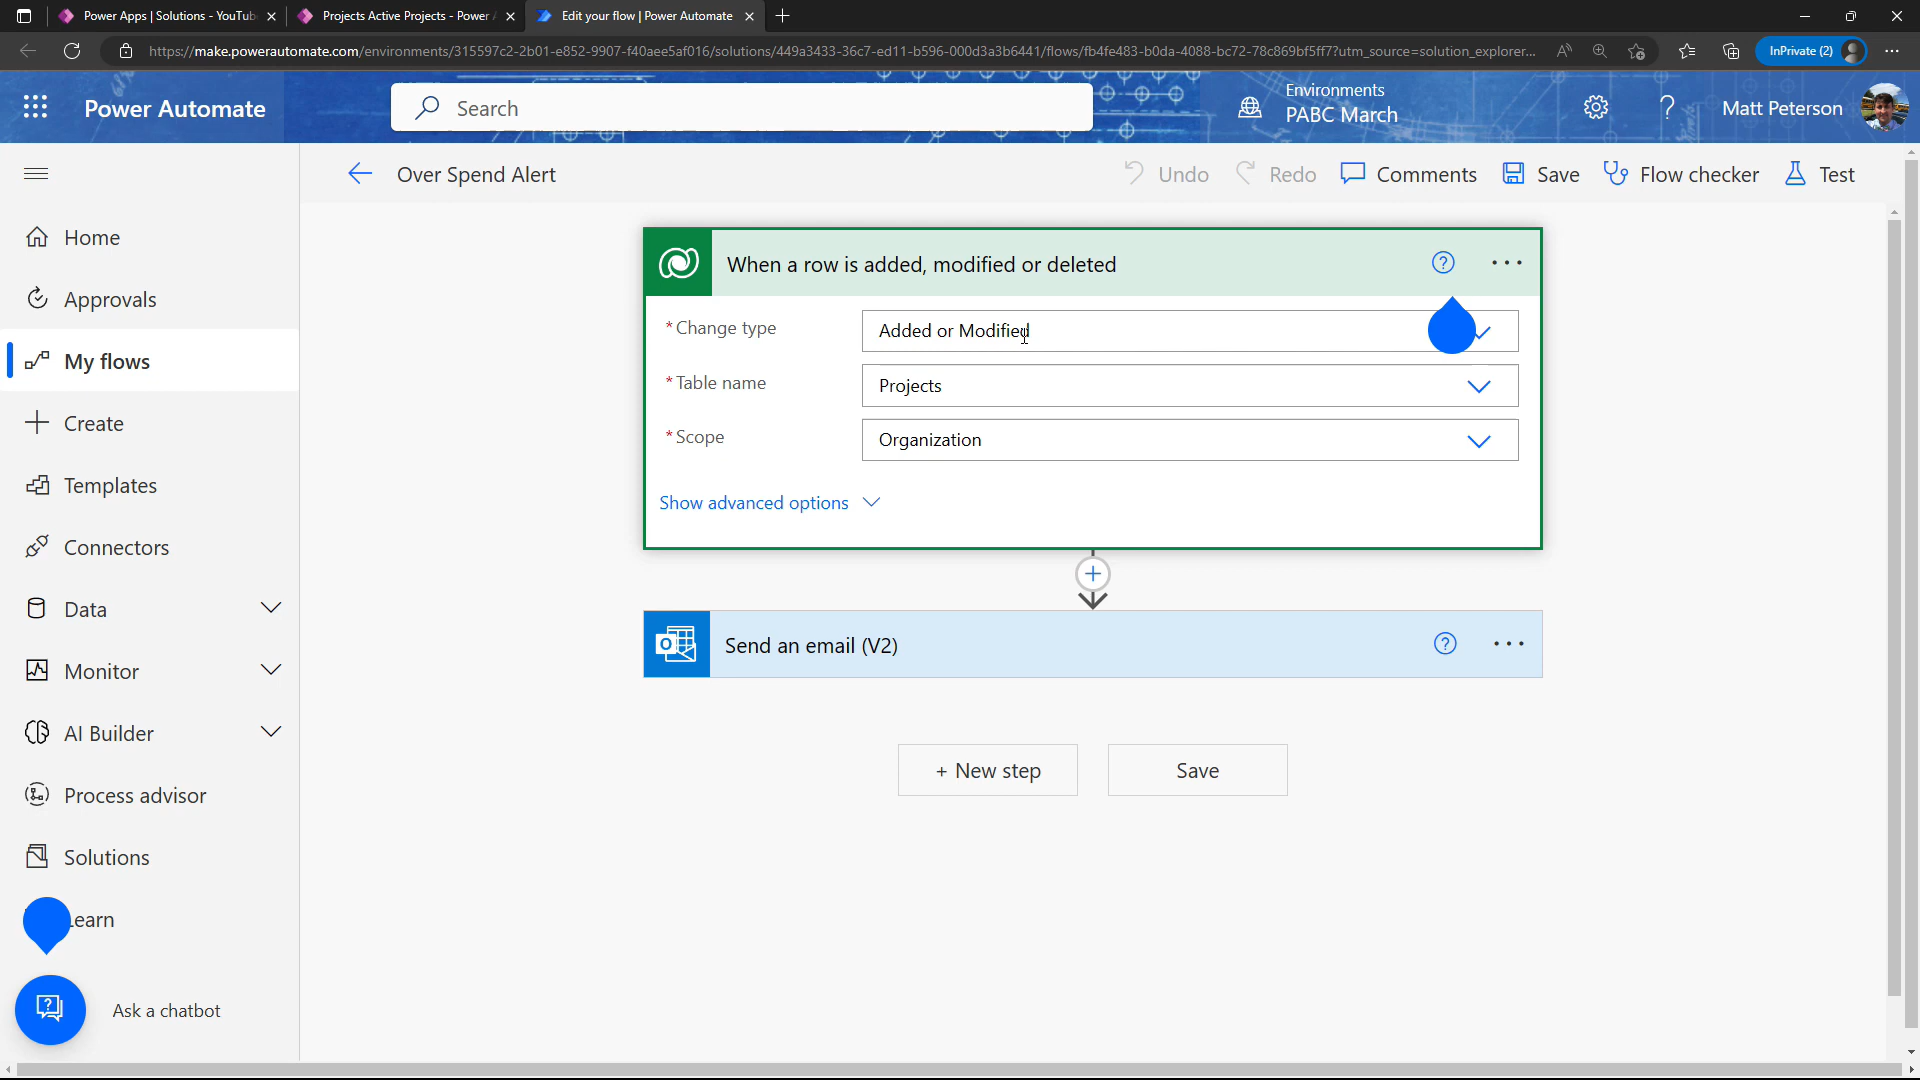 Power Apps | Solutions - YouTub
Projects Active Projects - Power
Edit your flow | Power Automate
https://make.powerautomate.com/environments/315597c2-2b01-e852-9907-f40aee5af016/solutions/449a3433-36c7-ed11-b596-000d3a3b6441/flows/fb4fe483-b0da-4088-bc72-78c869bf5ff7?utm_source=solution_explorer...
InPrivate (2)
Power Automate
Search
Environments
PABC March
Matt Peterson
Over Spend Alert
Undo
Redo
Comments
Save
Flow checker
Test
Home
Approvals
My flows
Create
Templates
Connectors
Data
Monitor
AI Builder
Process advisor
Solutions
earn
Ask a chatbot
When a row is added, modified or deleted
* Change type
Added or Modified
* Table name
Projects
* Scope
Organization
Show advanced options
Send an email (V2)
+ New step
Save